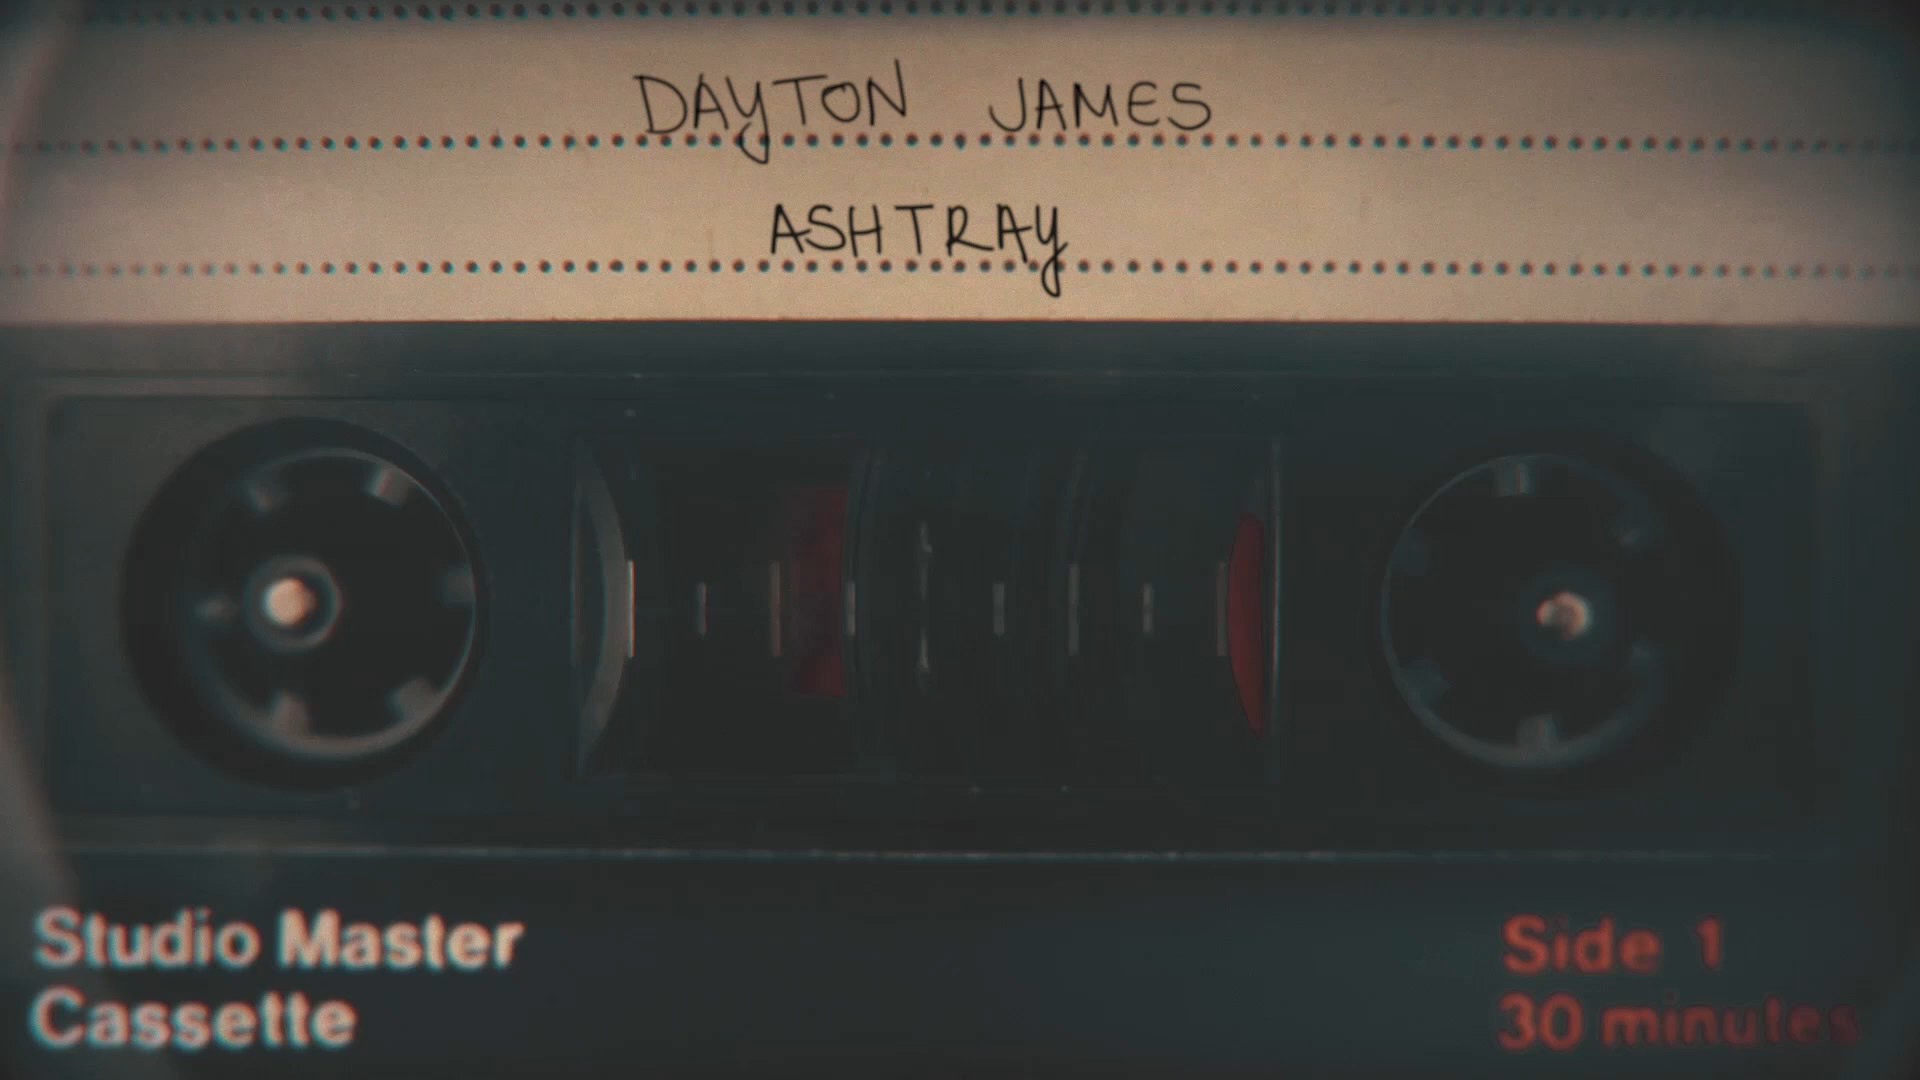 DAYTON JAMES
ASHTRAY
Studio Master
Cassette
Side 1
30 minutes